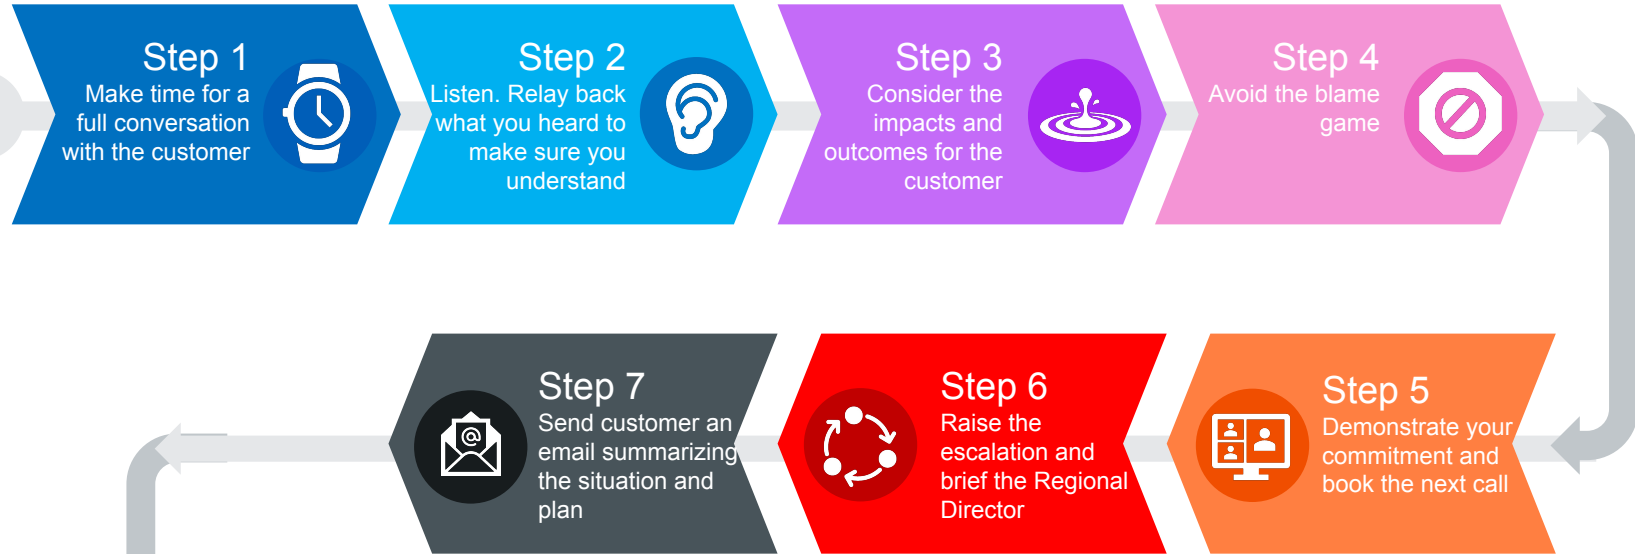 Step 1
Make time for a
full conversation
with the customer
Step 2
Listen. Relay back
what you heard to
make sure you
understand
Step 3
Consider the
impacts and
outcomes for the
customer
Step 4
Avoid the blame
game
Step 5
Demonstrate your
commitment and
book the next call
Step 6
Raise the
escalation and
brief the Regional
Director
Step 7
Send customer an
email summarizing
the situation and
plan
@